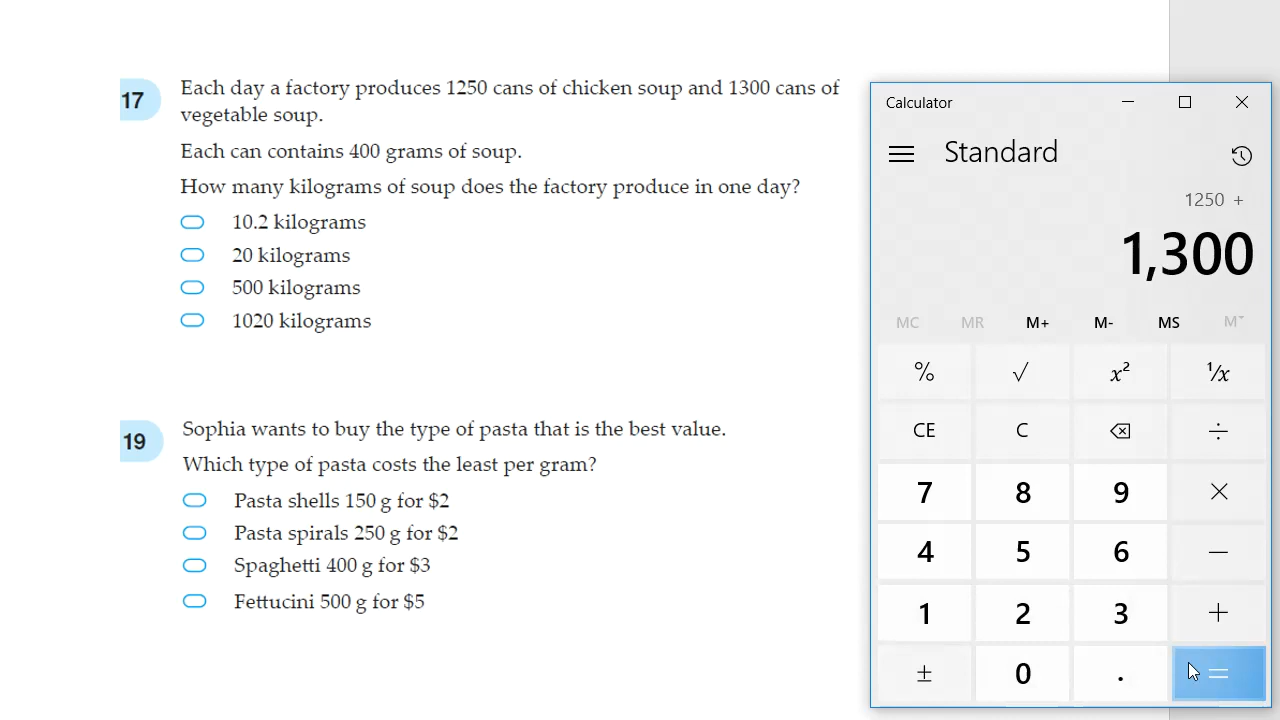 17
Each day a factory produces 1250 cans of chicken soup and 1300 cans of
vegetable soup.
Each can contains 400 grams of soup.
How many kilograms of soup does the factory produce in one day?
10.2 kilograms
20 kilograms
500 kilograms
1020 kilograms
19
Sophia wants to buy the type of pasta that is the best value.
Which type of pasta costs the least per gram?
Pasta shells 150 g for $2
Pasta spirals 250 g for $2
Spaghetti 400 g for $3
Fettucini 500 g for $5
Calculator
Standard
1250 +
1,300
MC MR M+ M- MS M˅
% √ x² ¹/x
CE C ÷
7 8 9 ×
4 5 6 −
1 2 3 +
± 0 . =